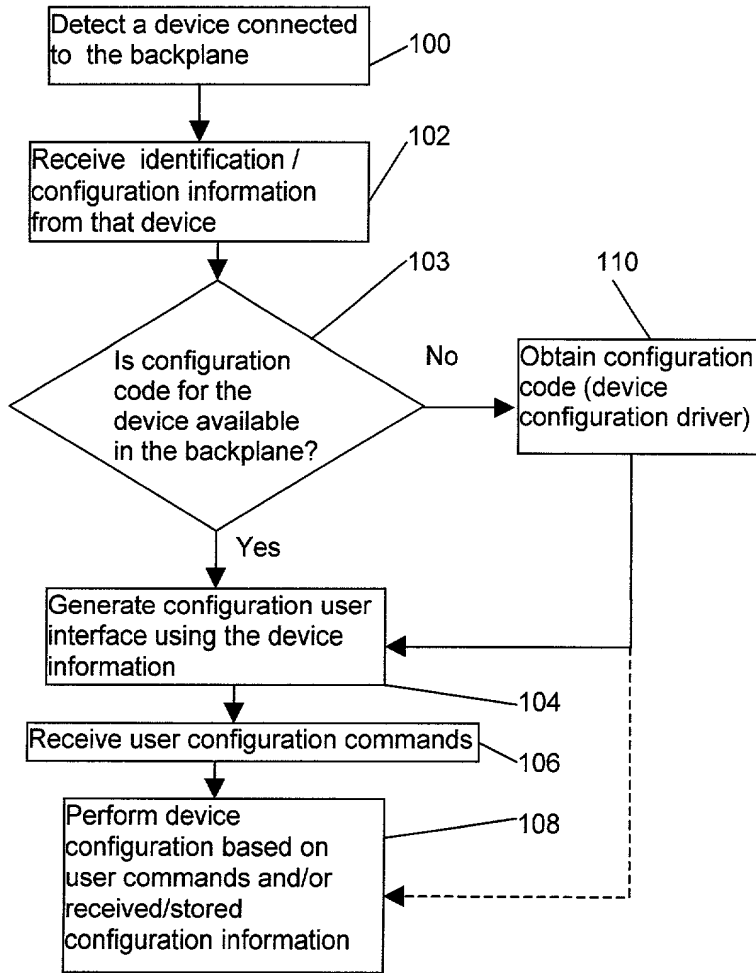 Detect a device connected
to the backplane
100
102
Receive identification /
configuration information
from that device
103
110
Is configuration
code for the
device available
in the backplane?
No
Obtain configuration
code (device
configuration driver)
Yes
Generate configuration user
interface using the device
information
104
Receive user configuration commands
106
Perform device
configuration based on
user commands and/or
received/stored
configuration information
108